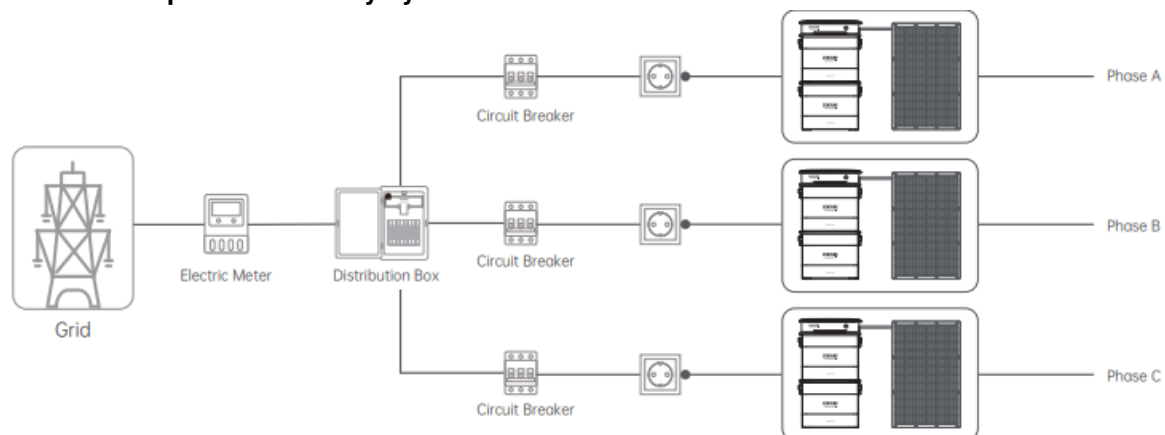 Circuit Breaker
Phase A
Grid
Electric Meter
Distribution Box
Circuit Breaker
Phase B
Circuit Breaker
Phase C